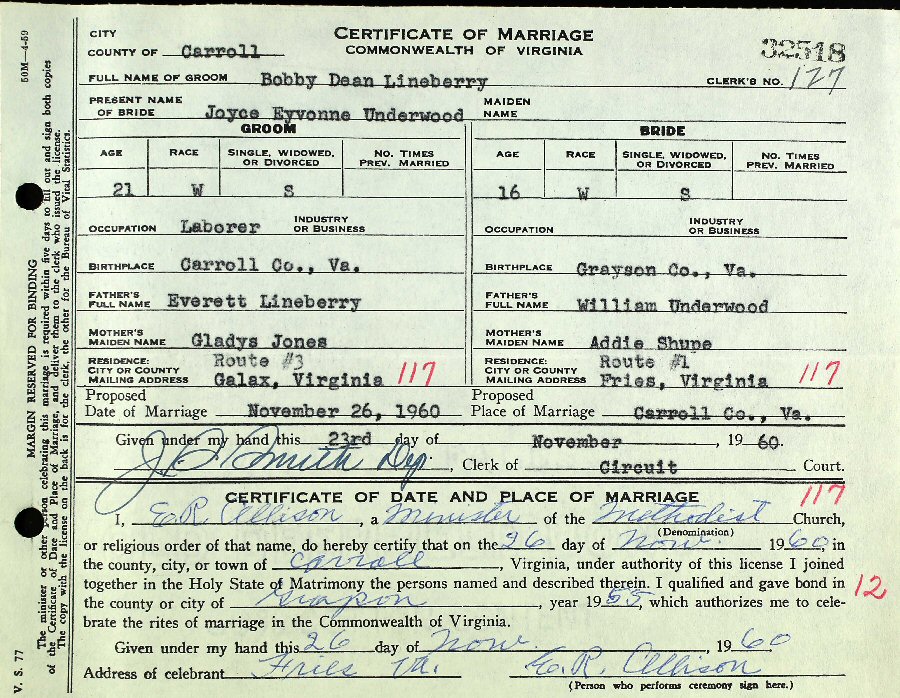 CITY
CERTIFICATE OF MARRIAGE
COUNTY OF Carroll
COMMONWEALTH OF VIRGINIA
32518
FULL NAME OF GROOM Bobby Dean Lineberry CLERK'S NO. 177
PRESENT NAME OF BRIDE Joyce Eyvonne Underwood MAIDEN NAME
GROOM BRIDE
AGE RACE SINGLE, WIDOWED, OR DIVORCED NO. TIMES PREV. MARRIED AGE RACE SINGLE, WIDOWED, OR DIVORCED NO. TIMES PREV. MARRIED
21 W S 16 W S
OCCUPATION Laborer INDUSTRY OR BUSINESS OCCUPATION INDUSTRY OR BUSINESS
BIRTHPLACE Carroll Co., Va. BIRTHPLACE Grayson Co., Va.
FATHER'S FULL NAME Everett Lineberry FATHER'S FULL NAME William Underwood
MOTHER'S MAIDEN NAME Gladys Jones MOTHER'S MAIDEN NAME Addie Shupe
RESIDENCE: Route #3 RESIDENCE: Route #1
CITY OR COUNTY MAILING ADDRESS Galax, Virginia 117 CITY OR COUNTY MAILING ADDRESS Fries, Virginia 117
Proposed Date of Marriage November 26, 1960 Proposed Place of Marriage Carroll Co., Va.
Given under my hand this 23rd day of November, 19 60.
Smith Dep., Clerk of Circuit Court.
CERTIFICATE OF DATE AND PLACE OF MARRIAGE 117
I, E.R. Allison, a Minister of the Methodist Church,
(Denomination)
or religious order of that name, do hereby certify that on the 26 day of Nov. 1960, in
the county, city, or town of Carroll, Virginia, under authority of this license I joined
together in the Holy State of Matrimony the persons named and described therein. I qualified and gave bond in
the county or city of Grayson, year 1955, which authorizes me to cele-
12
brate the rites of marriage in the Commonwealth of Virginia.
Given under my hand this 26 day of Nov., 1960
Address of celebrant Fries Va. E.R. Allison
(Person who performs ceremony sign here.)
50M—4-59
V. S. 77
MARGIN RESERVED FOR BINDING
The minister or other person celebrating this marriage is required within five days to fill out and sign both copies
of the Certificate of Date and Place of Marriage, and deliver them to the clerk who issued the license.
The copy with the license on the back is for the clerk, the other for the Bureau of Vital Statistics.